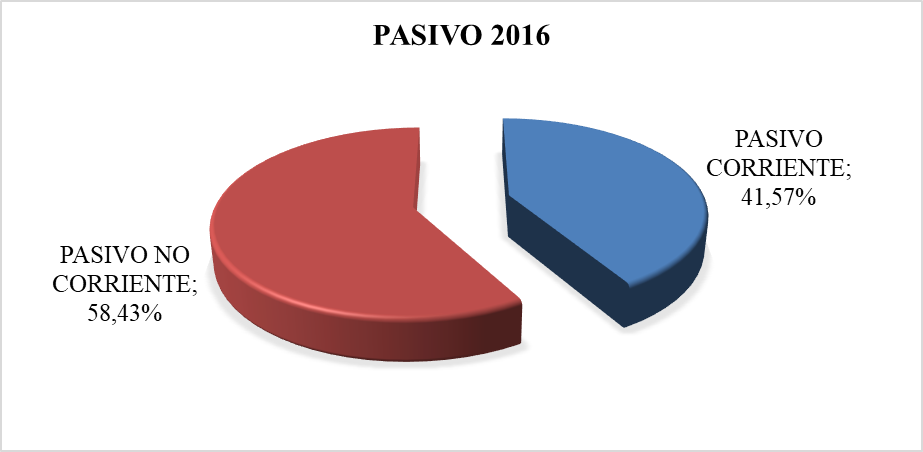 PASIVO 2016
PASIVO
CORRIENTE;
41,57%
PASIVO NO
CORRIENTE;
58,43%